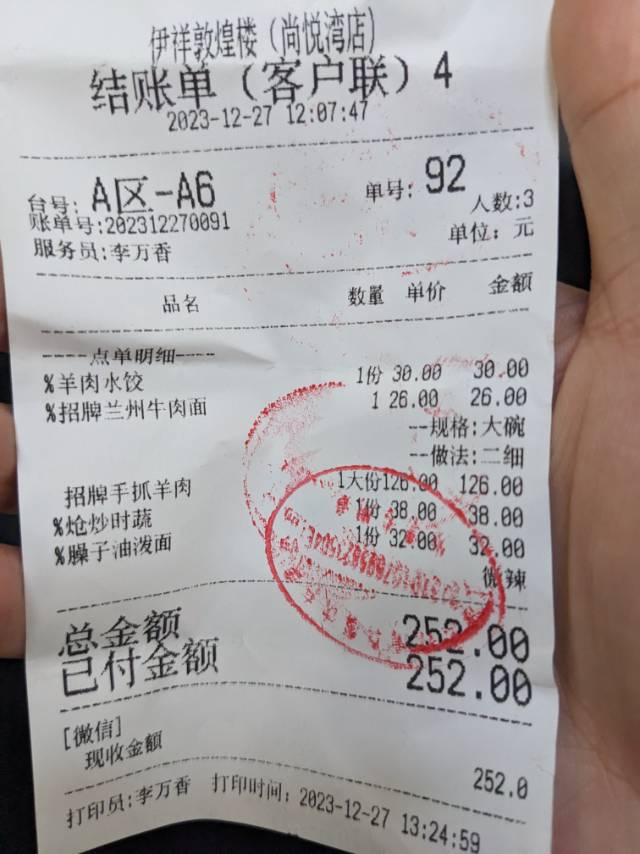 伊祥敦煌楼（尚悦湾店）
结账单（客户联）4
2023-12-27 12:07:47
台号: A区-A6 单号: 92
账单号:202312270091 人数:3
服务员:李万香 单位: 元
品名 数量 单价 金额
----点单明细----
%羊肉水饺 1份 30.00 30.00
%招牌兰州牛肉面 1 26.00 26.00
--规格:大碗
--做法:二细
招牌手抓羊肉 1大份126.00 126.00
%炝炒时蔬 1份 38.00 38.00
%臊子油泼面 1份 32.00 32.00
微辣
总金额 252.00
已付金额 252.00
[微信]
现收金额 252.0
打印员:李万香 打印时间: 2023-12-27 13:24:59